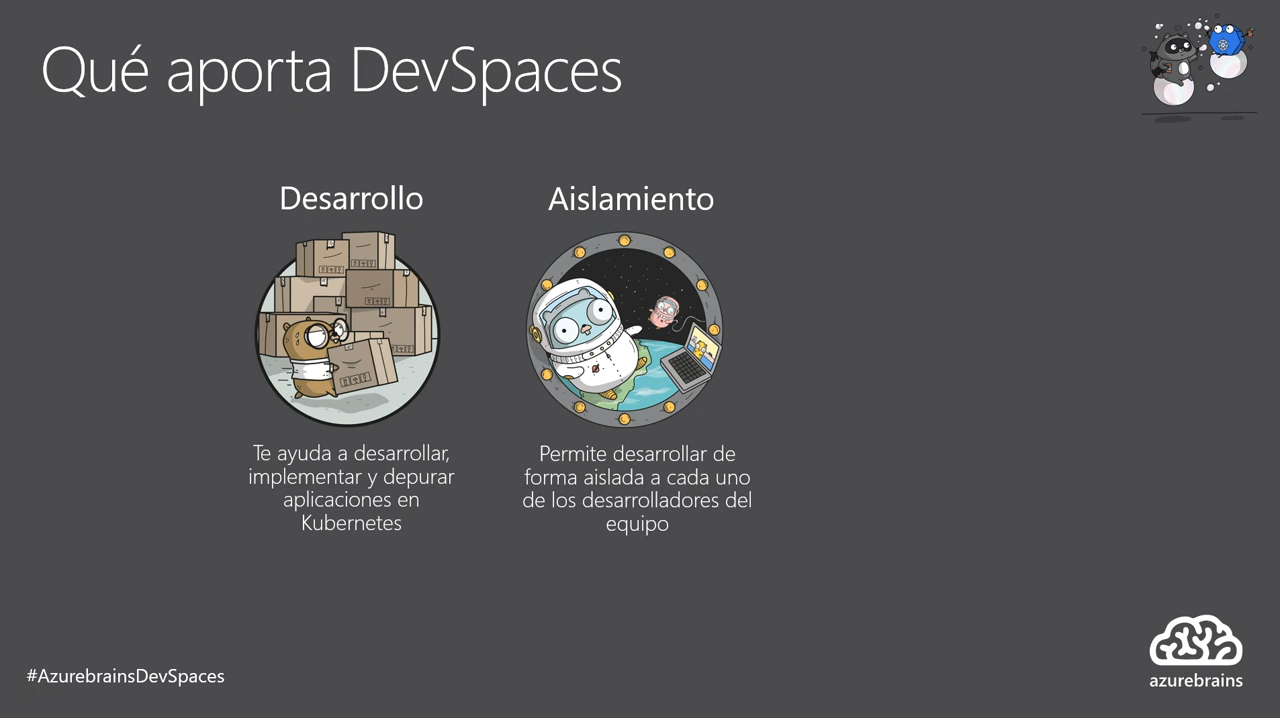 Qué aporta DevSpaces
Desarrollo
Te ayuda a desarrollar,
implementar y depurar
aplicaciones en
Kubernetes
Aislamiento
Permite desarrollar de
forma aislada a cada uno
de los desarrolladores del
equipo
#AzurebrainsDevSpaces
azurebrains